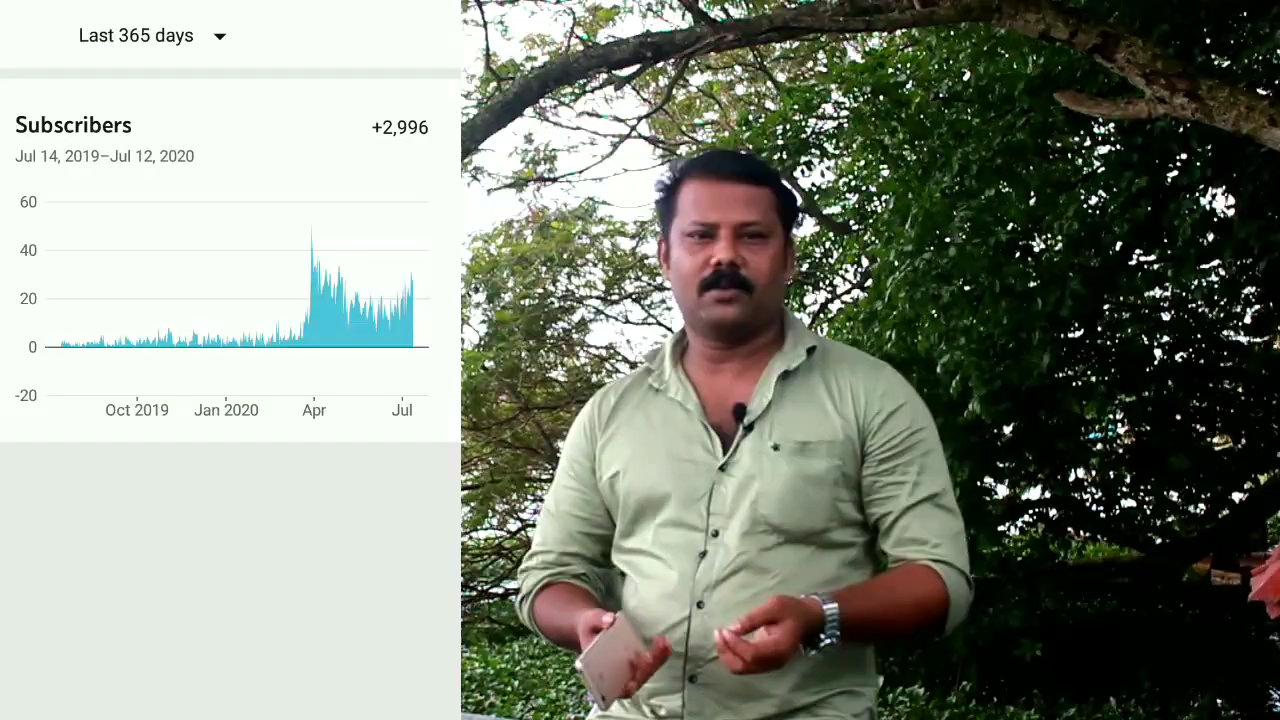 Last 365 days
Subscribers
+2,996
Jul 14, 2019–Jul 12, 2020
60
40
20
0
-20
Oct 2019 Jan 2020 Apr Jul